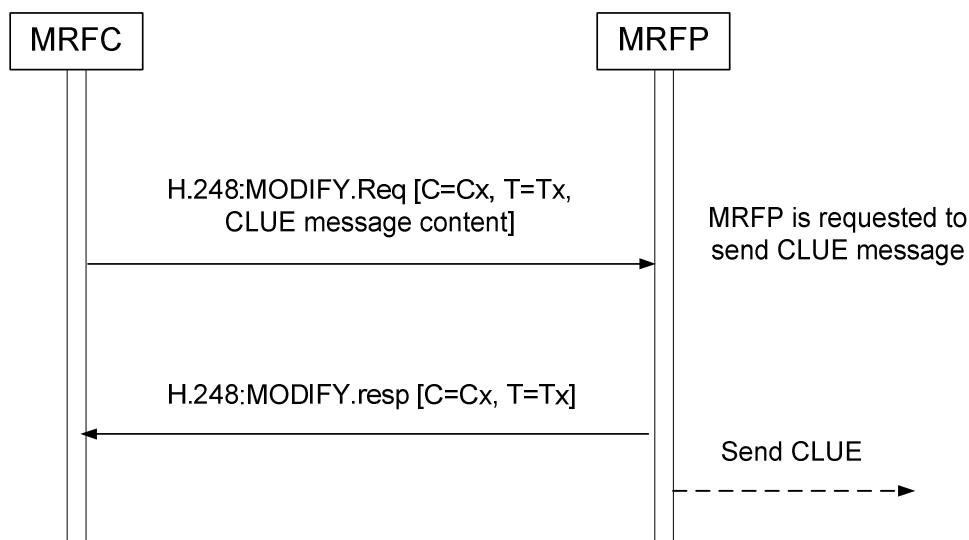 MRFC
MRFP
H.248:MODIFY.Req [C=Cx, T=Tx,
CLUE message content]
MRFP is requested to
send CLUE message
H.248:MODIFY.resp [C=Cx, T=Tx]
Send CLUE